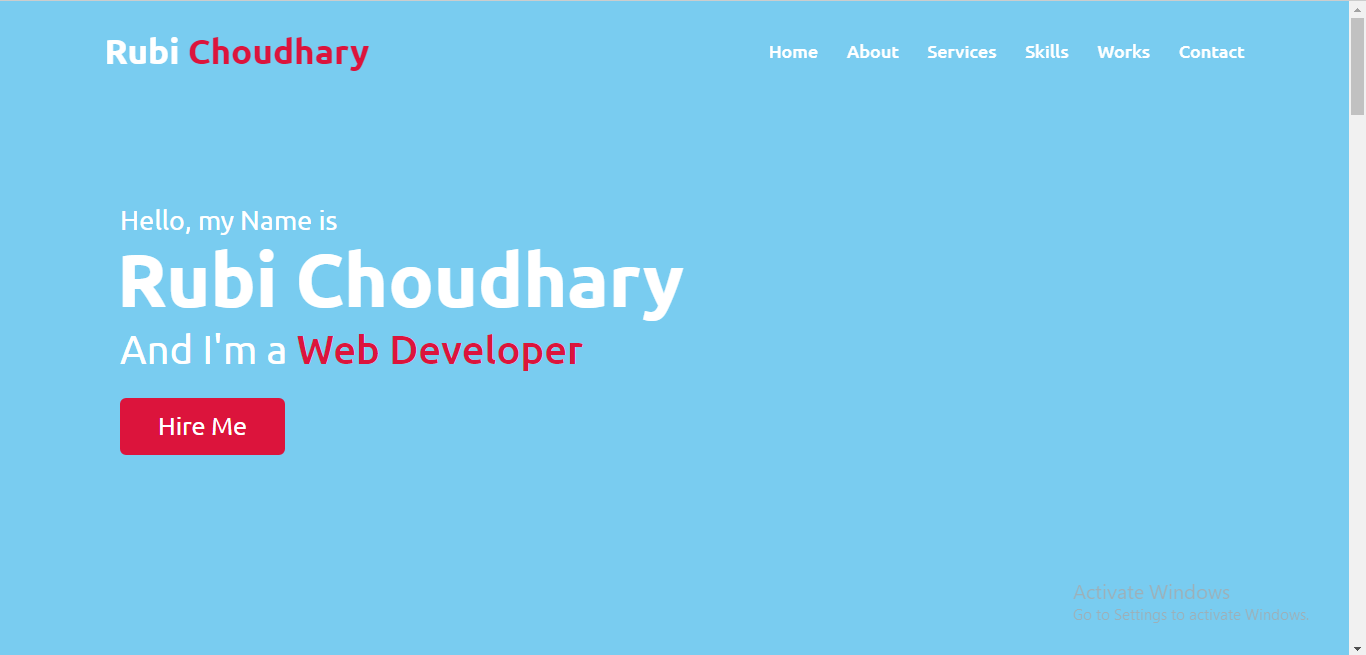 Rubi Choudhary
Home About Services Skills Works Contact
Hello, my Name is
Rubi Choudhary
And I'm a Web Developer
Hire Me
Activate Windows
Go to Settings to activate Windows.